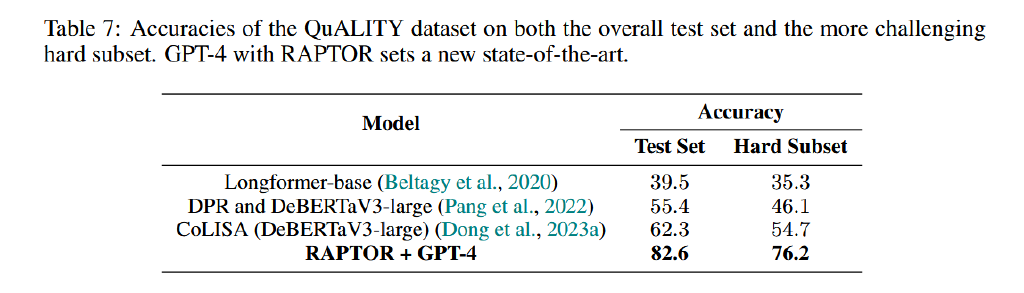 Table 7: Accuracies of the QuALITY dataset on both the overall test set and the more challenging
hard subset. GPT-4 with RAPTOR sets a new state-of-the-art.
Model Accuracy
Test Set Hard Subset
Longformer-base (Beltagy et al., 2020) 39.5 35.3
DPR and DeBERTaV3-large (Pang et al., 2022) 55.4 46.1
CoLISA (DeBERTaV3-large) (Dong et al., 2023a) 62.3 54.7
RAPTOR + GPT-4 82.6 76.2